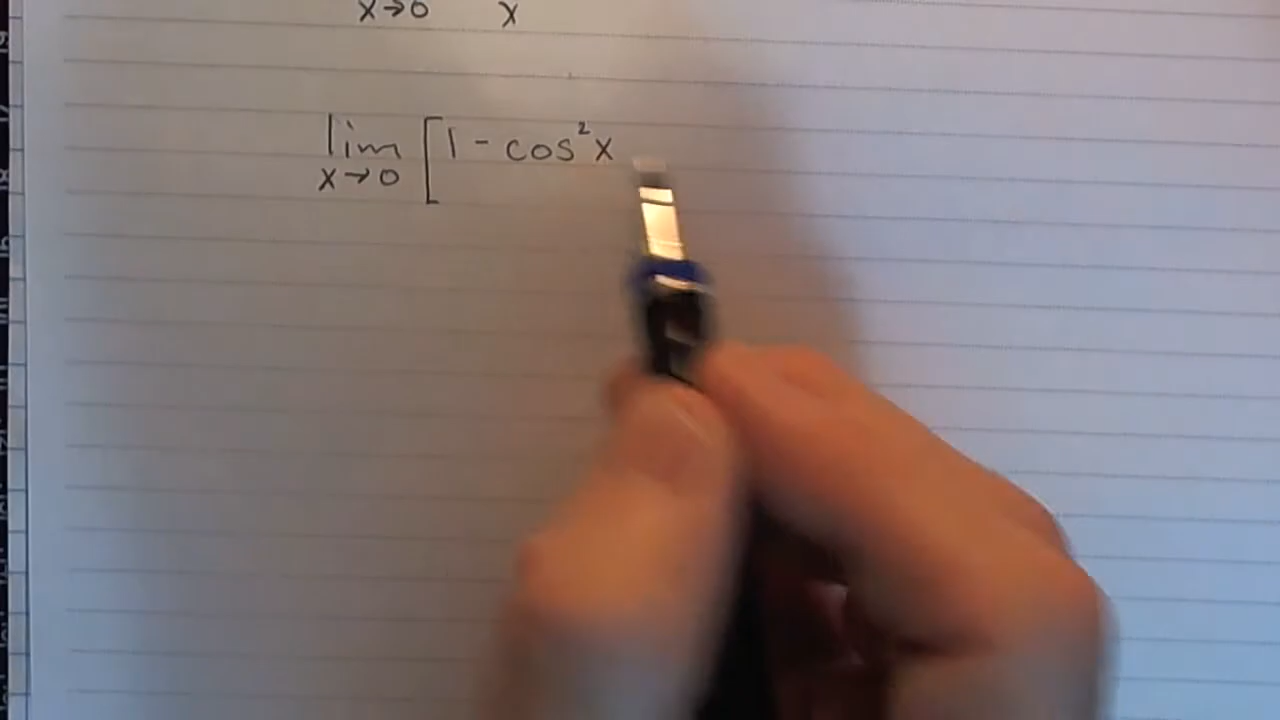 x→0 x
lim [1 - cos²x
x→0